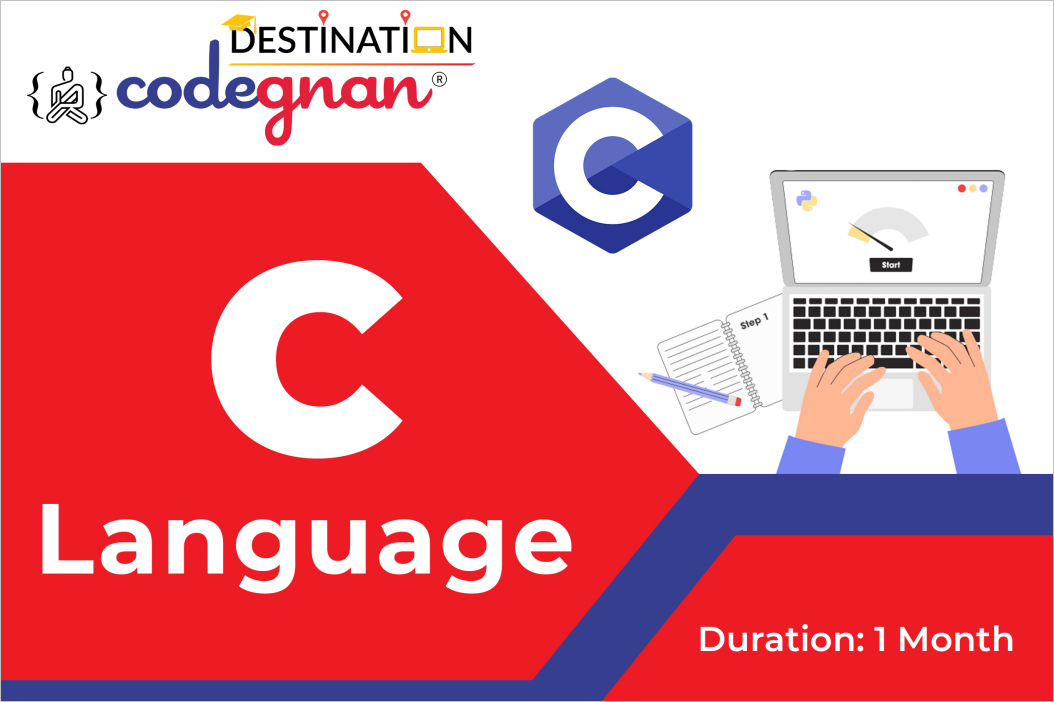 DESTINATION
codegnan®
C
Start
Step 1
C
Language
Duration: 1 Month